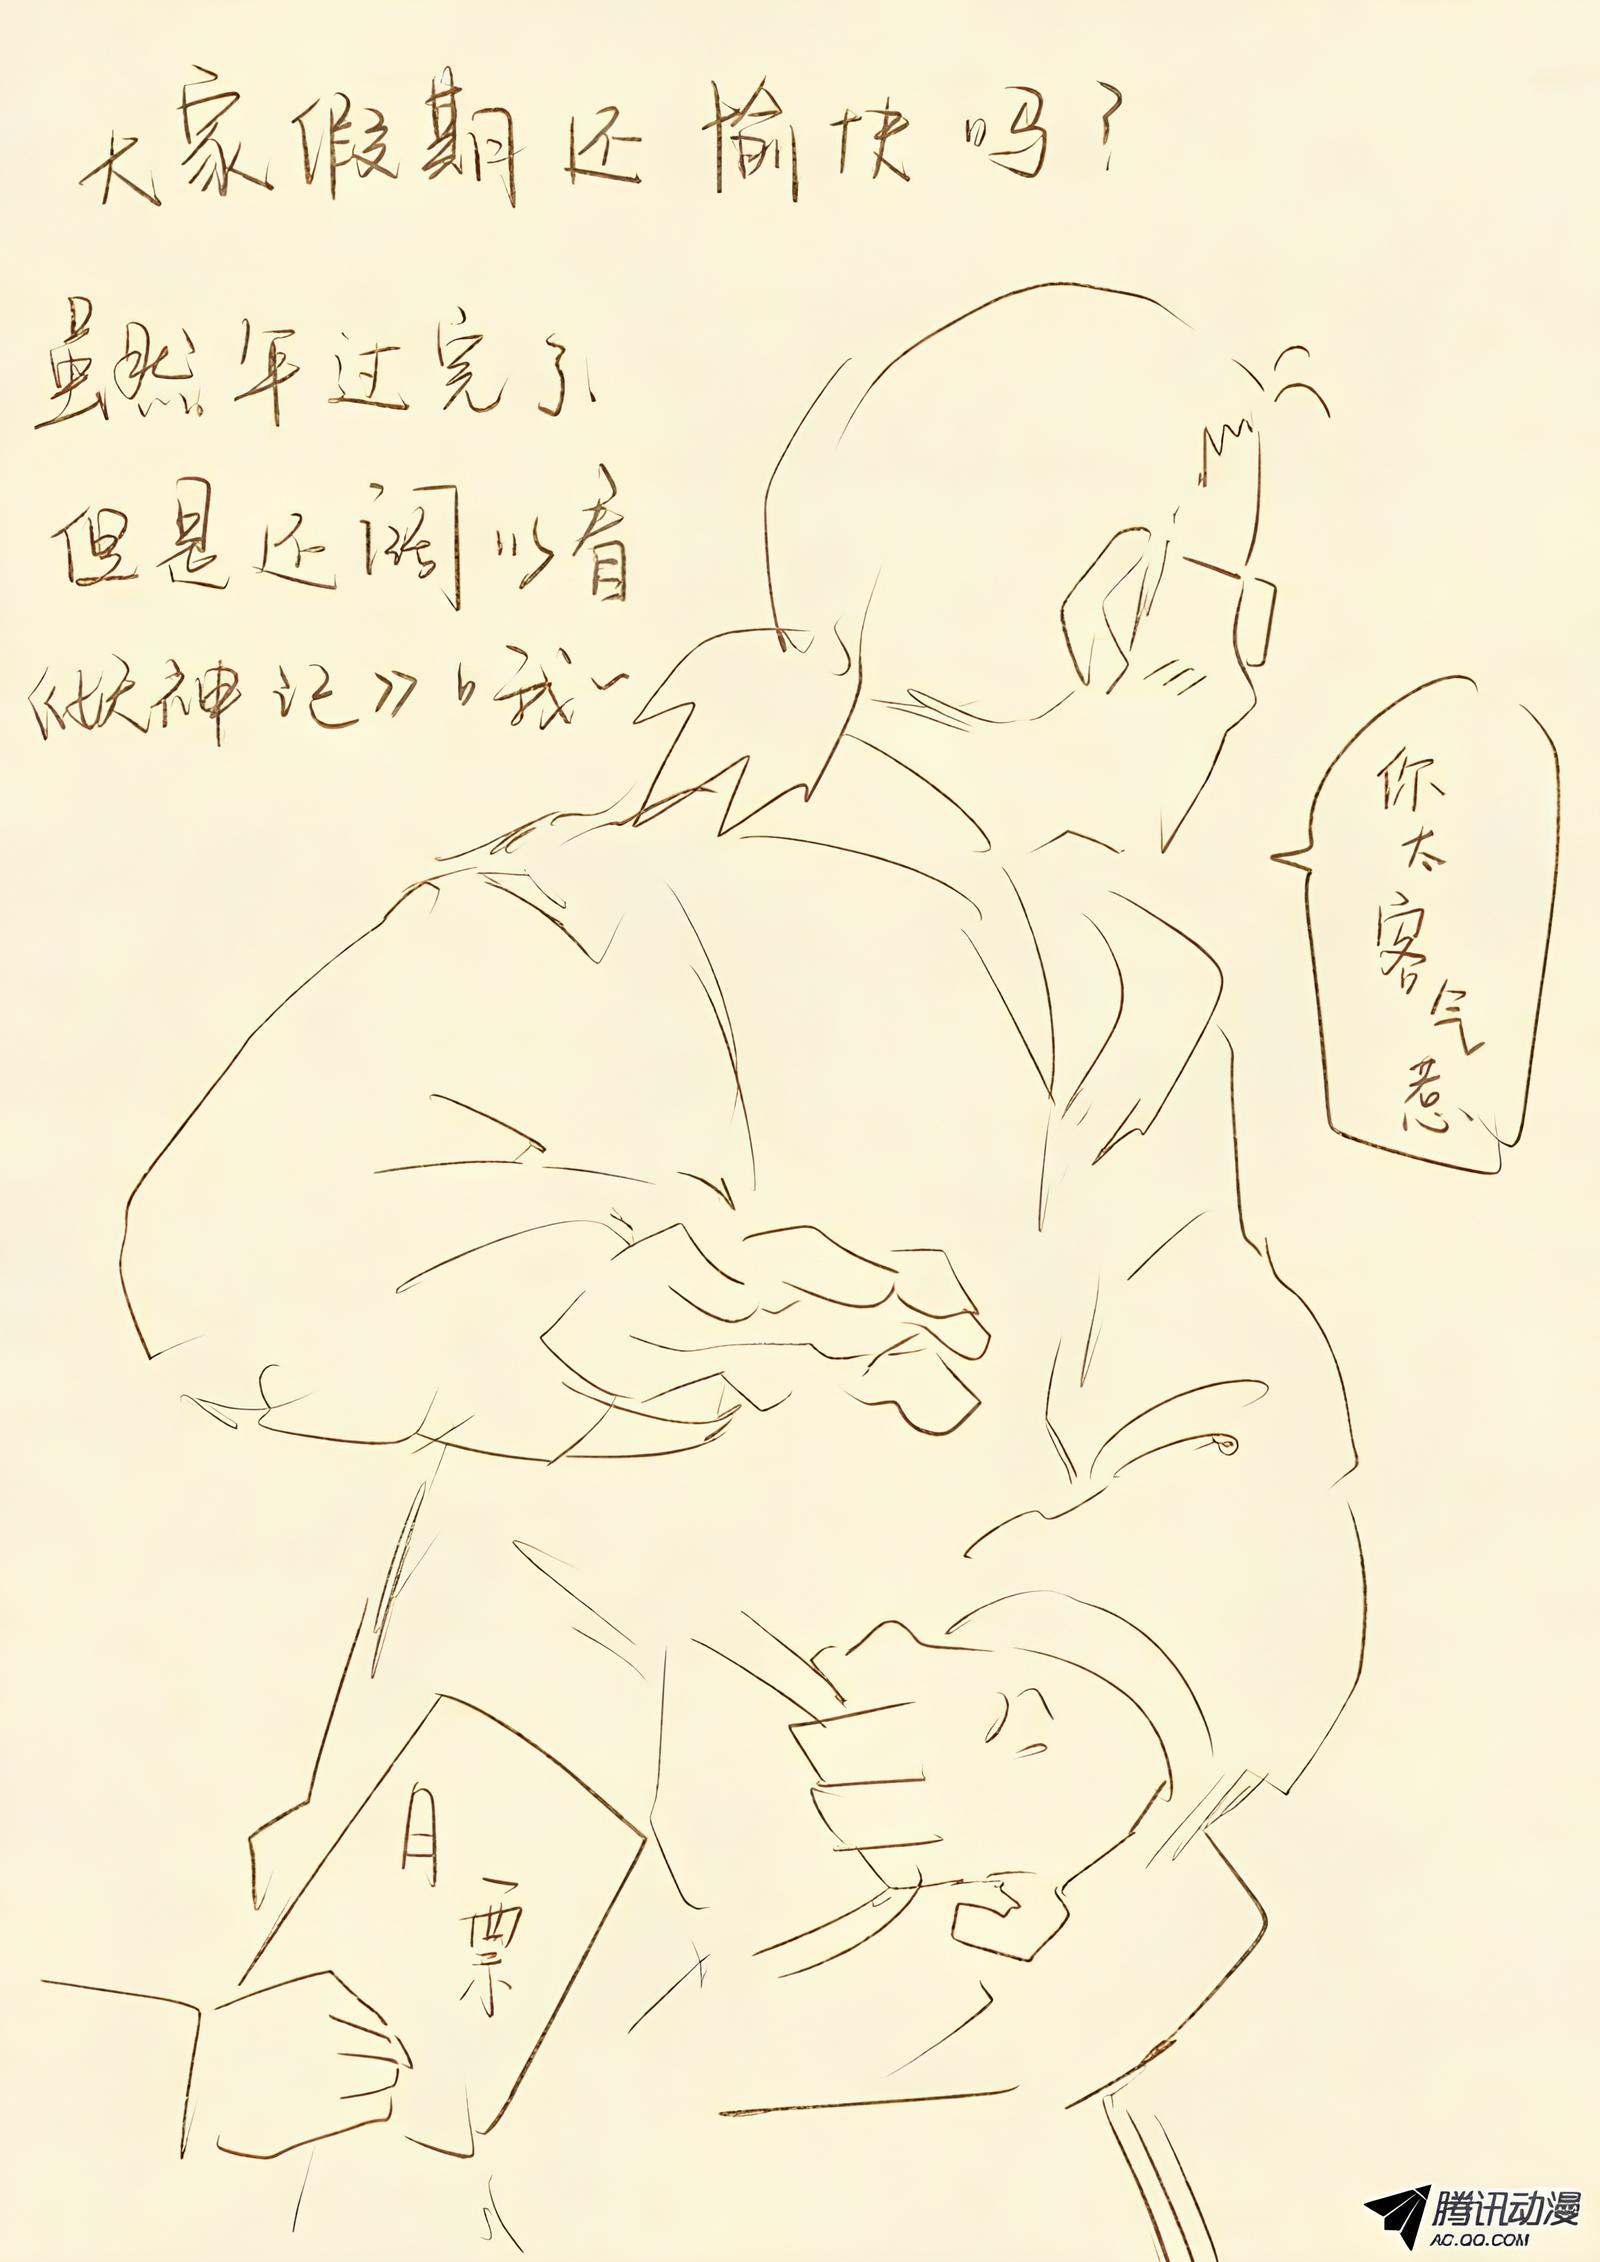 大家假期还愉快吗？
虽然年过完了
但是还阔以看
《妖神记》哦~
你太客气惹
月票
腾讯动漫
AC.QQ.COM